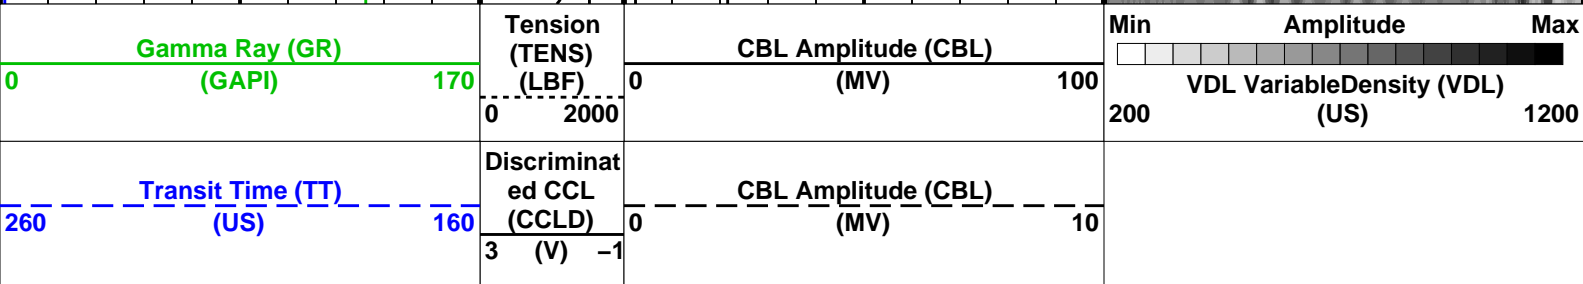 Gamma Ray (GR)
0 (GAPI) 170
Tension
(TENS)
(LBF)
0 2000
CBL Amplitude (CBL)
0 (MV) 100
Min Amplitude Max
VDL VariableDensity (VDL)
200 (US) 1200
Transit Time (TT)
260 (US) 160
Discriminat
ed CCL
(CCLD)
3 (V) −1
CBL Amplitude (CBL)
0 (MV) 10